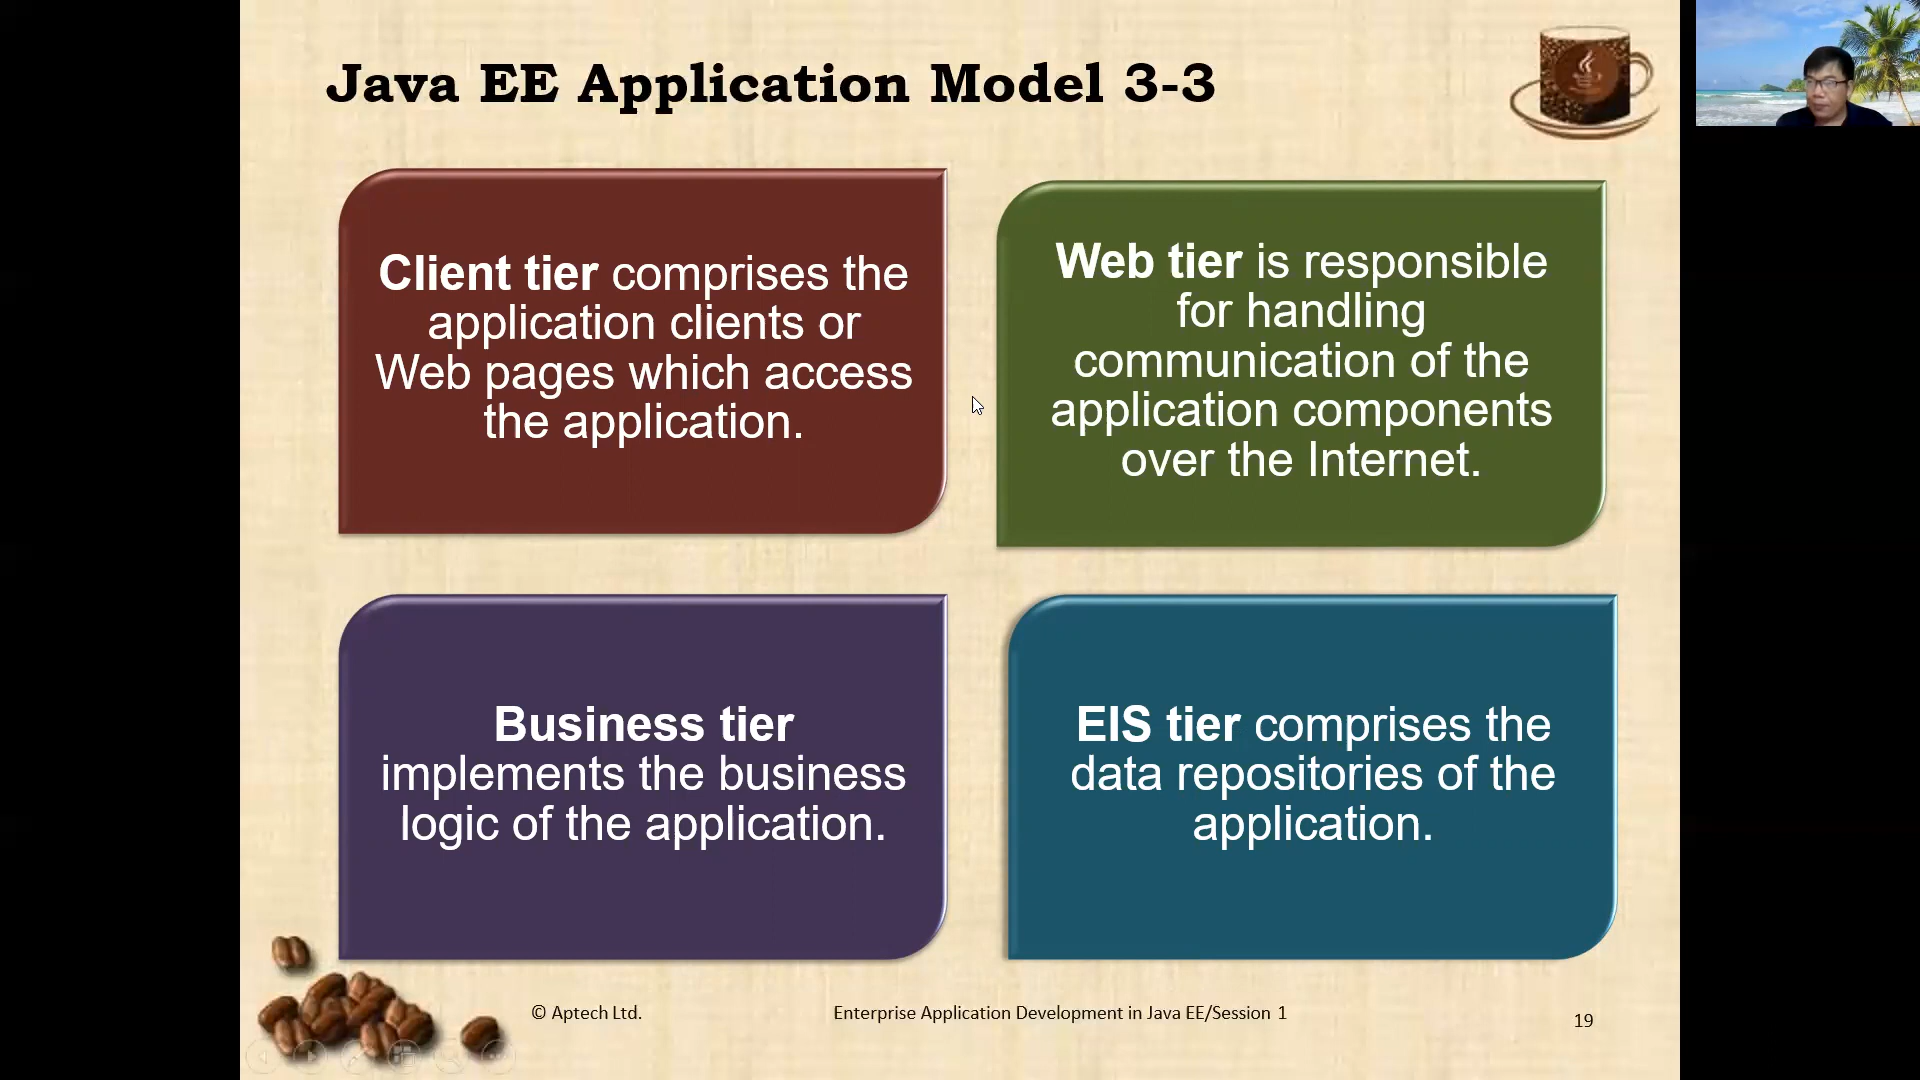 Java EE Application Model 3-3
Client tier comprises the
application clients or
Web pages which access
the application.
Web tier is responsible
for handling
communication of the
application components
over the Internet.
Business tier
implements the business
logic of the application.
EIS tier comprises the
data repositories of the
application.
© Aptech Ltd.
Enterprise Application Development in Java EE/Session 1
19